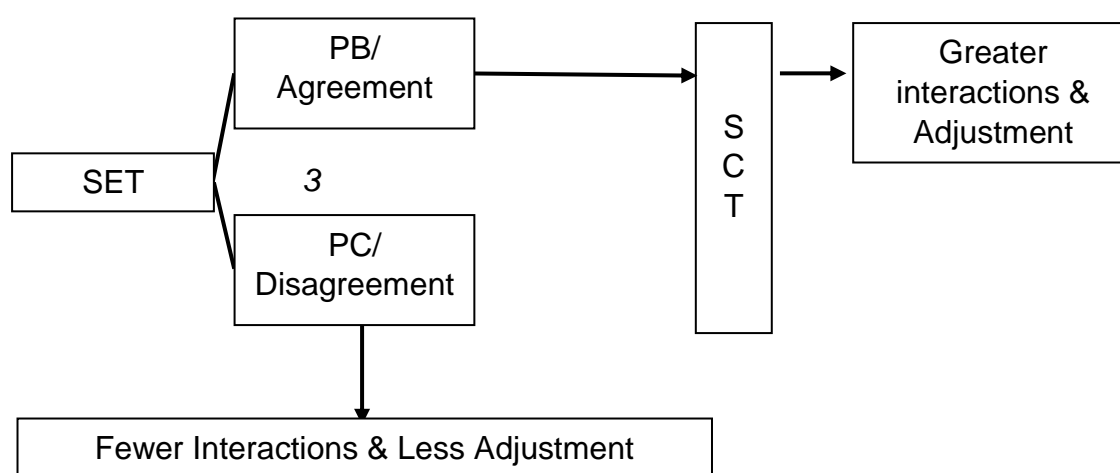 PB/
Agreement
Greater
interactions &
Adjustment
S
C
T
SET
3
PC/
Disagreement
Fewer Interactions & Less Adjustment